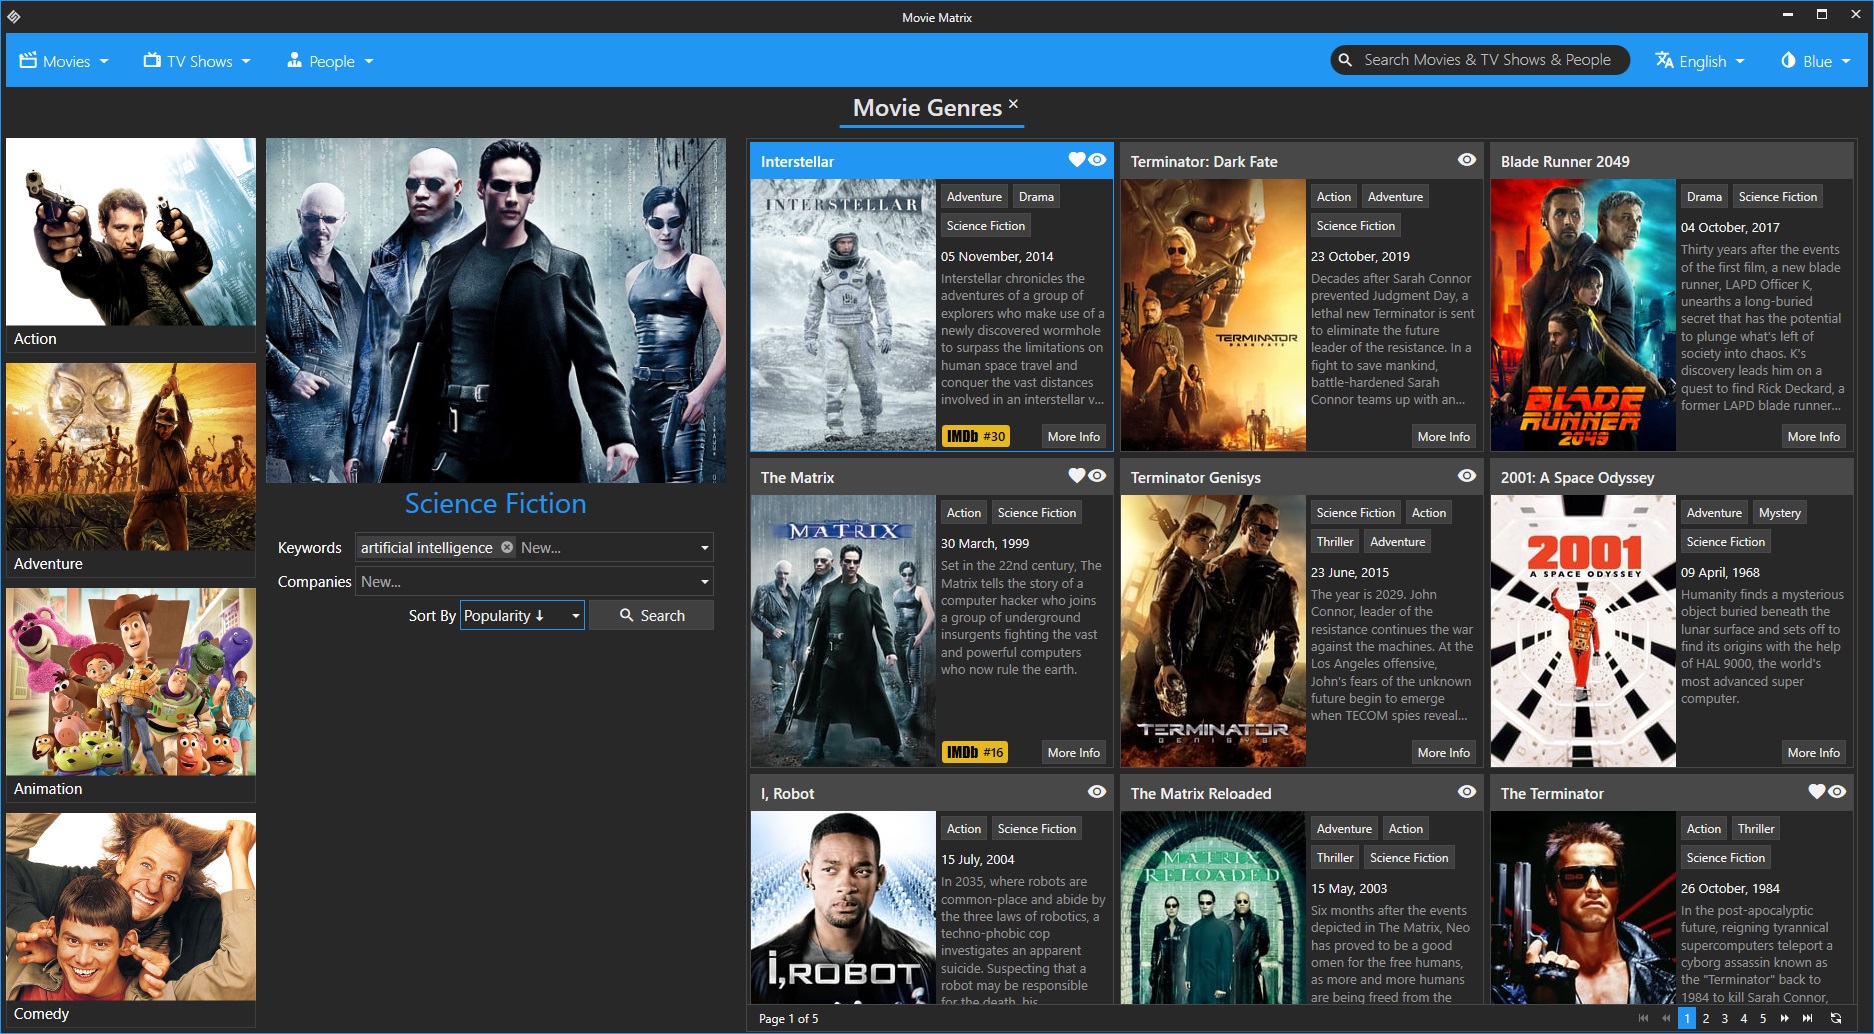 Movie Matrix
Movies
TV Shows
People
Search Movies & TV Shows & People
English
Blue
Movie Genres
Action
Adventure
Animation
Comedy
Science Fiction
Keywords
artificial intelligence
New...
Companies
New...
Sort By
Popularity ↓
Search
Interstellar
INTERSTELLAR
Adventure
Drama
Science Fiction
05 November, 2014
Interstellar chronicles the
adventures of a group of
explorers who make use of a
newly discovered wormhole
to surpass the limitations on
human space travel and
conquer the vast distances
involved in an interstellar v...
IMDb #30
More Info
Terminator: Dark Fate
TERMINATOR
DARK FATE
Action
Adventure
Science Fiction
23 October, 2019
Decades after Sarah Connor
prevented Judgment Day, a
lethal new Terminator is sent
to eliminate the future
leader of the resistance. In a
fight to save mankind,
battle-hardened Sarah
Connor teams up with an...
More Info
Blade Runner 2049
BLADE
RUNNER
2049
Drama
Science Fiction
04 October, 2017
Thirty years after the events
of the first film, a new blade
runner, LAPD Officer K,
unearths a long-buried
secret that has the potential
to plunge what's left of
society into chaos. K's
discovery leads him on a
quest to find Rick Deckard, a
former LAPD blade runner...
More Info
The Matrix
MATRIX
Action
Science Fiction
30 March, 1999
Set in the 22nd century, The
Matrix tells the story of a
computer hacker who joins
a group of underground
insurgents fighting the vast
and powerful computers
who now rule the earth.
IMDb #16
More Info
Terminator Genisys
TERMINATOR
GENISYS
Science Fiction
Action
Thriller
Adventure
23 June, 2015
The year is 2029. John
Connor, leader of the
resistance continues the war
against the machines. At the
Los Angeles offensive,
John's fears of the unknown
future begin to emerge
when TECOM spies reveal...
More Info
2001: A Space Odyssey
2001
A SPACE ODYSSEY
Adventure
Mystery
Science Fiction
09 April, 1968
Humanity finds a mysterious
object buried beneath the
lunar surface and sets off to
find its origins with the help
of HAL 9000, the world's
most advanced super
computer.
More Info
I, Robot
I, ROBOT
Action
Science Fiction
15 July, 2004
In 2035, where robots are
common-place and abide by
the three laws of robotics, a
techno-phobic cop
investigates an apparent
suicide. Suspecting that a
robot may be responsible
for the death, his
The Matrix Reloaded
MATRIX
RELOADED
Adventure
Action
Thriller
Science Fiction
15 May, 2003
Six months after the events
depicted in The Matrix, Neo
has proved to be a good
omen for the free humans,
as more and more humans
are being freed from the
The Terminator
Action
Thriller
Science Fiction
26 October, 1984
In the post-apocalyptic
future, reigning tyrannical
supercomputers teleport a
cyborg assassin known as
the "Terminator" back to
1984 to kill Sarah Connor,
Page 1 of 5
1 2 3 4 5